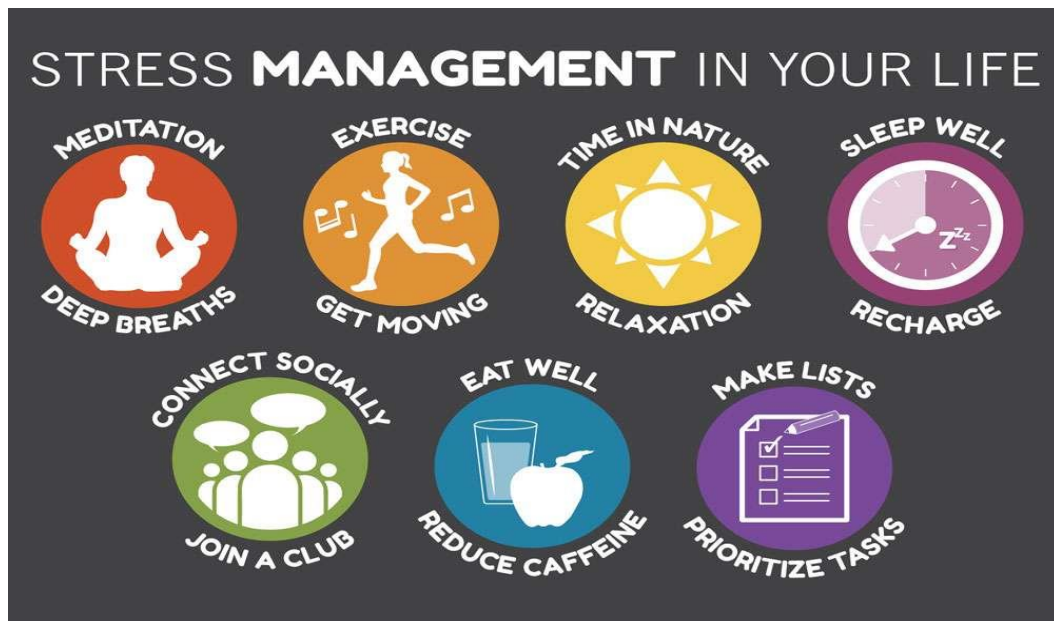 STRESS MANAGEMENT IN YOUR LIFE
MEDITATION
DEEP BREATHS
EXERCISE
GET MOVING
TIME IN NATURE
RELAXATION
SLEEP WELL
ZZZZ
RECHARGE
CONNECT SOCIALLY
JOIN A CLUB
EAT WELL
REDUCE CAFFEINE
MAKE LISTS
PRIORITIZE TASKS